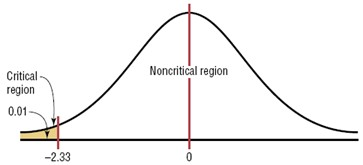 Noncritical region
Critical
region
0.01
−2.33
0